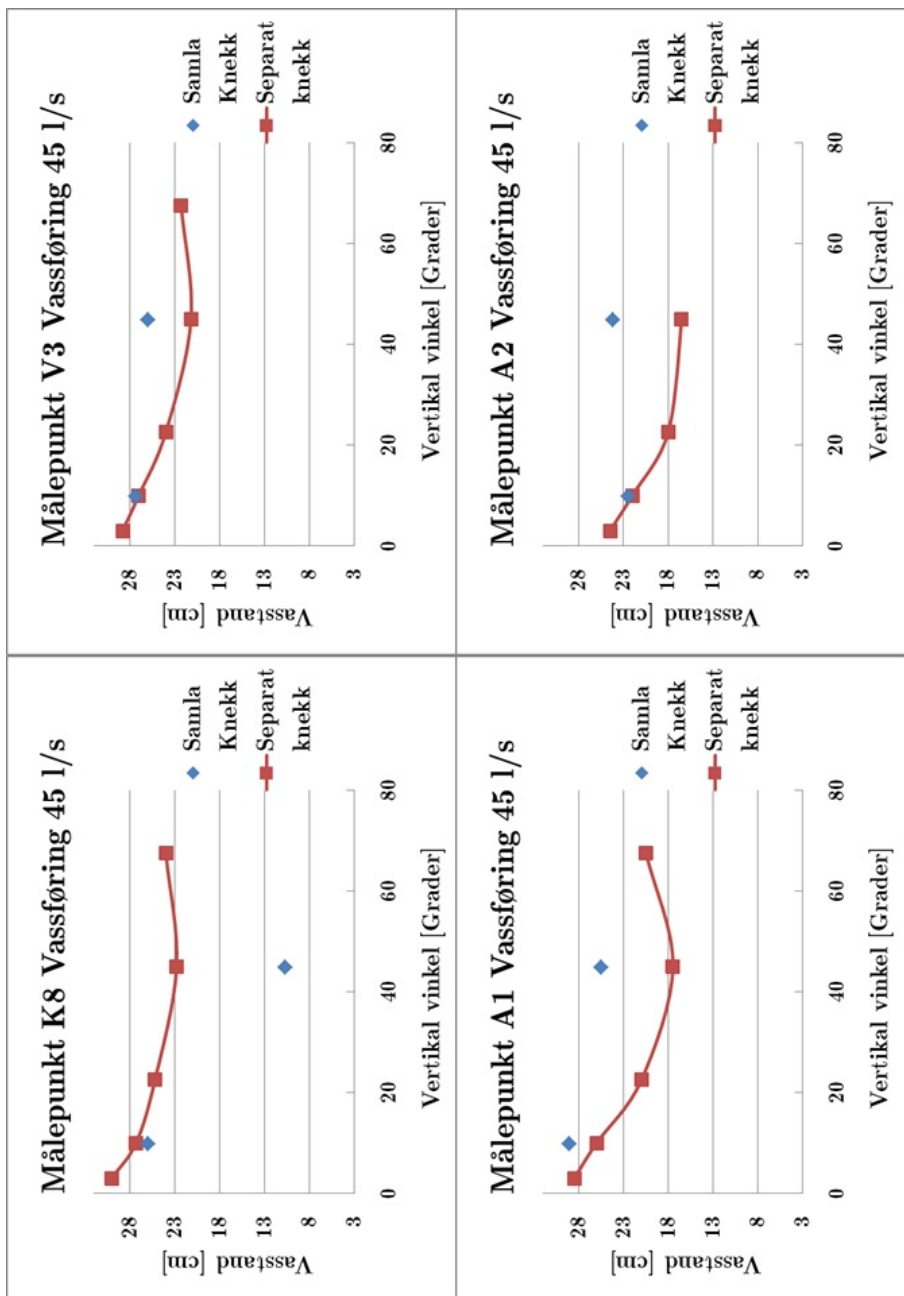 Målepunkt K8 Vassføring 45 l/s
Vasstand [cm]
28
23
18
13
8
3
0
20
40
60
80
Vertikal vinkel [Grader]
Samla
Knekk
Separat
knekk
Målepunkt V3 Vassføring 45 l/s
Vasstand [cm]
28
23
18
13
8
3
0
20
40
60
80
Vertikal vinkel [Grader]
Samla
Knekk
Separat
knekk
Målepunkt A1 Vassføring 45 l/s
Vasstand [cm]
28
23
18
13
8
3
0
20
40
60
80
Vertikal vinkel [Grader]
Samla
Knekk
Separat
knekk
Målepunkt A2 Vassføring 45 l/s
Vasstand [cm]
28
23
18
13
8
3
0
20
40
60
80
Vertikal vinkel [Grader]
Samla
Knekk
Separat
knekk